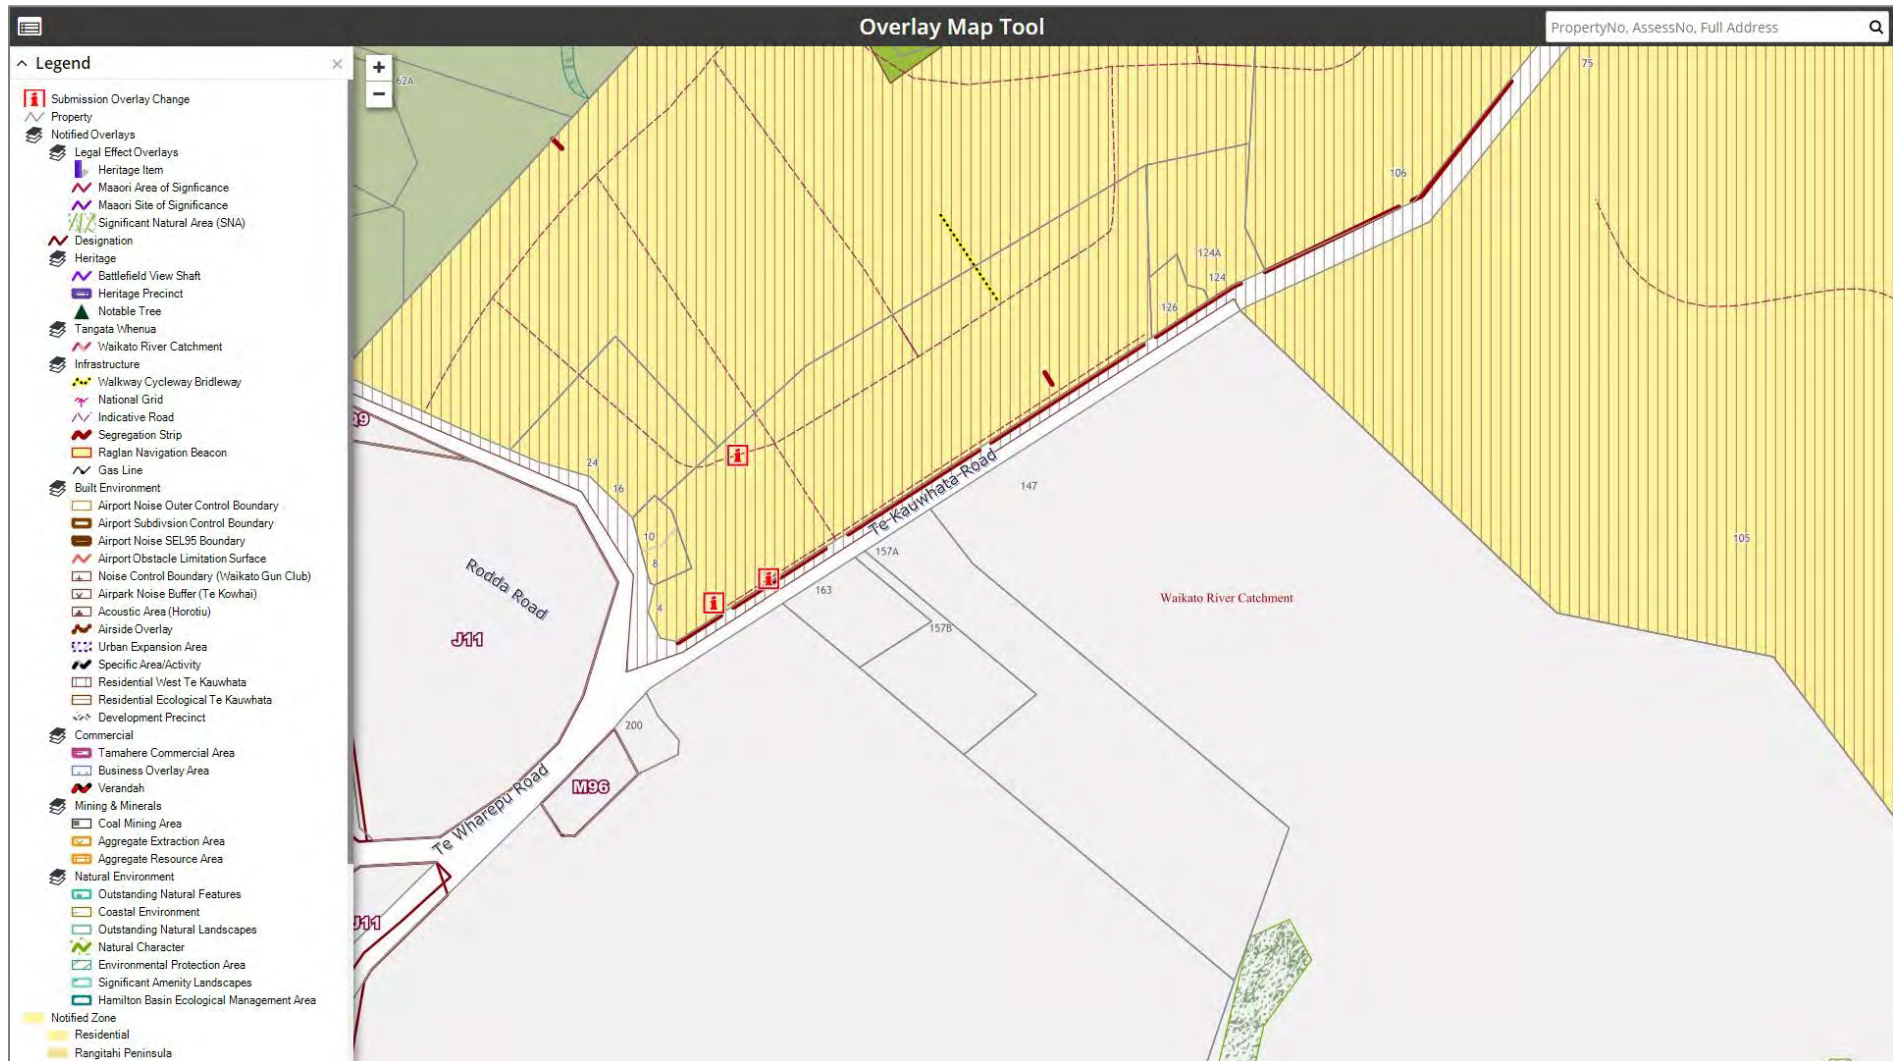 Overlay Map Tool
PropertyNo, AssessNo, Full Address
Legend
Submission Overlay Change
Property
Notified Overlays
Legal Effect Overlays
Heritage Item
Maaori Area of Signficance
Maaori Site of Significance
Significant Natural Area (SNA)
Designation
Heritage
Battlefield View Shaft
Heritage Precinct
Notable Tree
Tangata Whenua
Waikato River Catchment
Infrastructure
Walkway Cycleway Bridleway
National Grid
Indicative Road
Segregation Strip
Raglan Navigation Beacon
Gas Line
Built Environment
Airport Noise Outer Control Boundary
Airport Subdivsion Control Boundary
Airport Noise SEL95 Boundary
Airport Obstacle Limitation Surface
Noise Control Boundary (Waikato Gun Club)
Airpark Noise Buffer (Te Kowhai)
Acoustic Area (Horotiu)
Airside Overlay
Urban Expansion Area
Specific Area/Activity
Residential West Te Kauwhata
Residential Ecological Te Kauwhata
Development Precinct
Commercial
Tamahere Commercial Area
Business Overlay Area
Verandah
Mining & Minerals
Coal Mining Area
Aggregate Extraction Area
Aggregate Resource Area
Natural Environment
Outstanding Natural Features
Coastal Environment
Outstanding Natural Landscapes
Natural Character
Environmental Protection Area
Significant Amenity Landscapes
Hamilton Basin Ecological Management Area
Notified Zone
Residential
Rangitahi Peninsula
+
−
62A
75
106
124A
124
126
24
16
10
8
4
Te Kauwhata Road
147
157A
163
157B
105
Waikato River Catchment
Rodda Road
J11
200
M96
Te Wharepu Road
J11